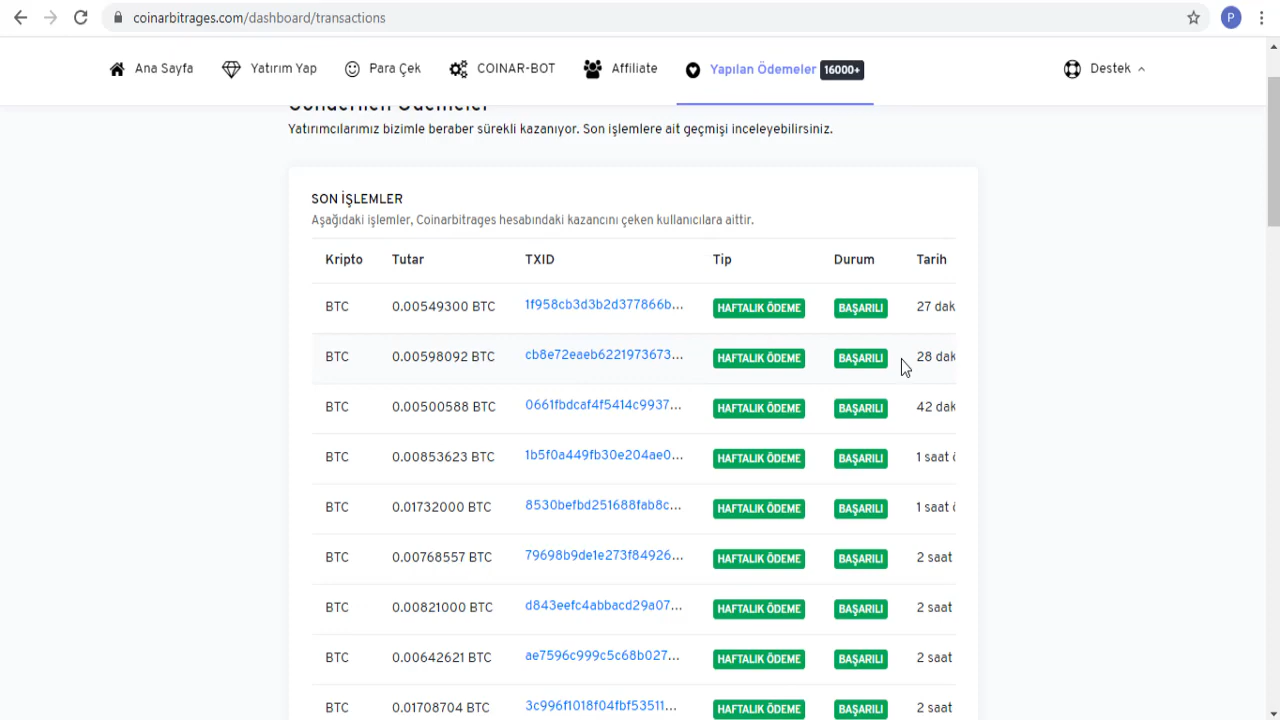 coinarbitrages.com/dashboard/transactions
P
Ana Sayfa Yatırım Yap Para Çek COINAR-BOT Affiliate Yapılan Ödemeler 16000+ Destek
Gönderilen Ödemeler
Yatırımcılarımız bizimle beraber sürekli kazanıyor. Son işlemlere ait geçmişi inceleyebilirsiniz.
SON İŞLEMLER
Aşağıdaki işlemler, Coinarbitrages hesabındaki kazancını çeken kullanıcılara aittir.
Kripto Tutar TXID Tip Durum Tarih
BTC 0.00549300 BTC 1f958cb3d3b2d377866b... HAFTALIK ÖDEME BAŞARILI 27 dak
BTC 0.00598092 BTC cb8e72eaeb6221973673... HAFTALIK ÖDEME BAŞARILI 28 dak
BTC 0.00500588 BTC 0661fbdcaf4f5414c9937... HAFTALIK ÖDEME BAŞARILI 42 dak
BTC 0.00853623 BTC 1b5f0a449fb30e204ae0... HAFTALIK ÖDEME BAŞARILI 1 saat ö
BTC 0.01732000 BTC 8530befbd251688fab8c... HAFTALIK ÖDEME BAŞARILI 1 saat ö
BTC 0.00768557 BTC 79698b9de1e273f84926... HAFTALIK ÖDEME BAŞARILI 2 saat
BTC 0.00821000 BTC d843eefc4abbacd29a07... HAFTALIK ÖDEME BAŞARILI 2 saat
BTC 0.00642621 BTC ae7596c999c5c68b027... HAFTALIK ÖDEME BAŞARILI 2 saat
BTC 0.01708704 BTC 3c996f1018f04fbf53511... HAFTALIK ÖDEME BAŞARILI 2 saat